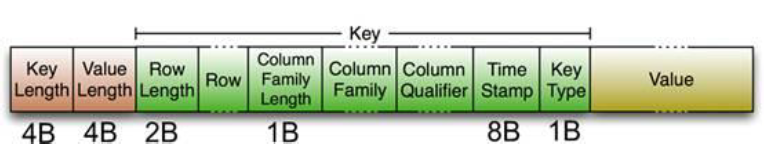 Key
Key Length
Value Length
Row Length
Row
Column Family Length
Column Family
Column Qualifier
Time Stamp
Key Type
Value
4B 4B 2B 1B 8B 1B